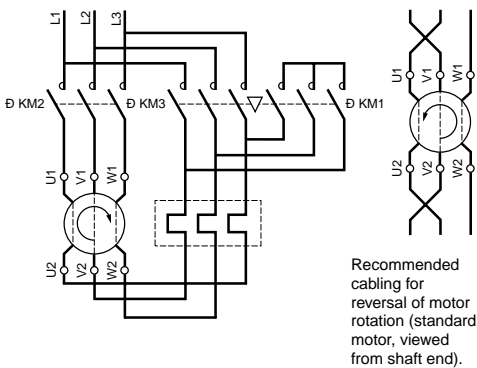 L1 L2 L3
Đ KM2 Đ KM3 Đ KM1
U1 V1 W1
U2 V2 W2
U1 V1 W1
U2 V2 W2
Recommended
cabling for
reversal of motor
rotation (standard
motor, viewed
from shaft end).